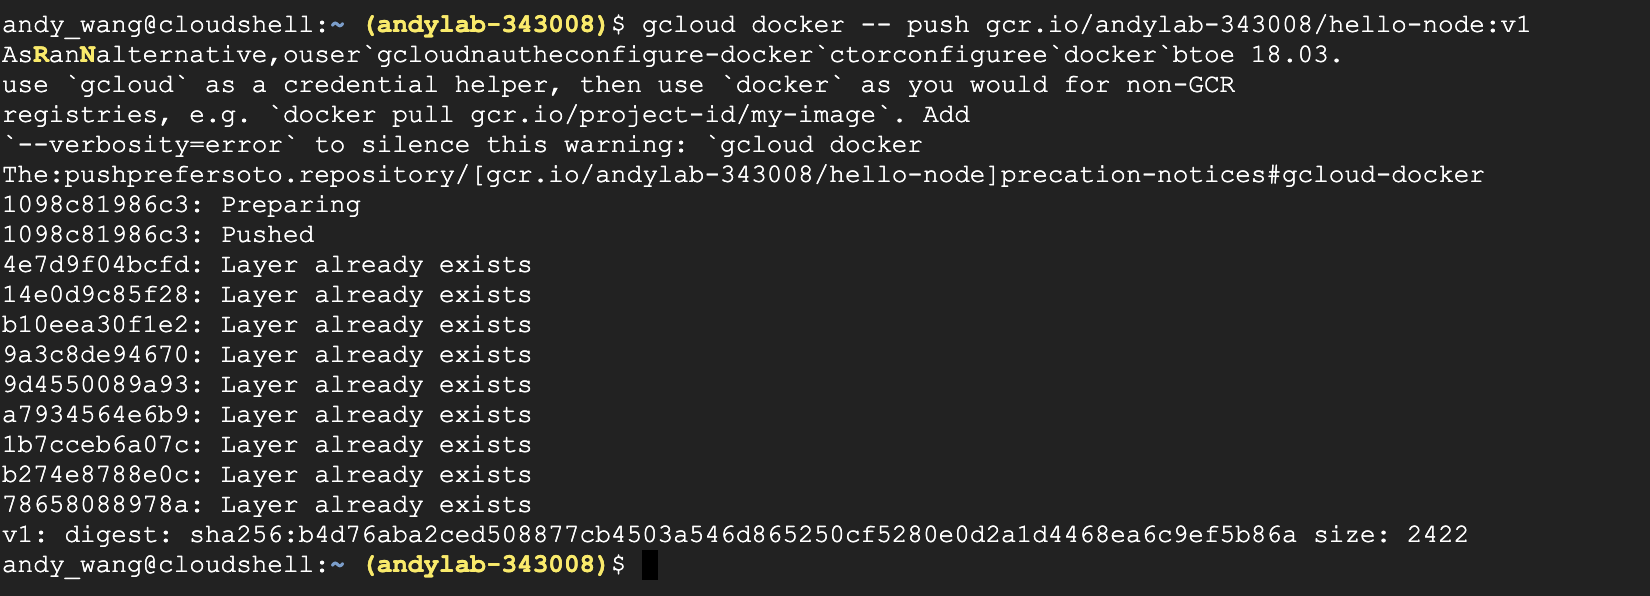 andy_wang@cloudshell:~ (andylab-343008)$ gcloud docker -- push gcr.io/andylab-343008/hello-node:v1
AsRanNalternative,ouser`gcloudnautheconfigure-docker`ctorconfiguree`docker`btoe 18.03.
use `gcloud` as a credential helper, then use `docker` as you would for non-GCR
registries, e.g. `docker pull gcr.io/project-id/my-image`. Add
`--verbosity=error` to silence this warning: `gcloud docker
The:pushprefersoto.repository/[gcr.io/andylab-343008/hello-node]precation-notices#gcloud-docker
1098c81986c3: Preparing
1098c81986c3: Pushed
4e7d9f04bcfd: Layer already exists
14e0d9c85f28: Layer already exists
b10eea30f1e2: Layer already exists
9a3c8de94670: Layer already exists
9d4550089a93: Layer already exists
a7934564e6b9: Layer already exists
1b7cceb6a07c: Layer already exists
b274e8788e0c: Layer already exists
78658088978a: Layer already exists
v1: digest: sha256:b4d76aba2ced508877cb4503a546d865250cf5280e0d2a1d4468ea6c9ef5b86a size: 2422
andy_wang@cloudshell:~ (andylab-343008)$